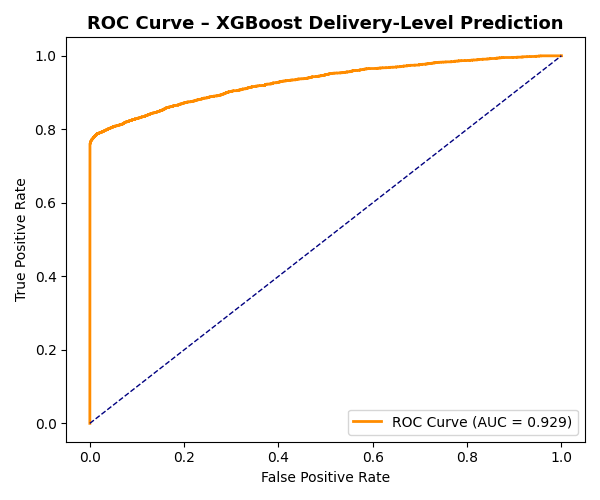 ROC Curve – XGBoost Delivery-Level Prediction
True Positive Rate
1.0
0.8
0.6
0.4
0.2
0.0
ROC Curve (AUC = 0.929)
0.0 0.2 0.4 0.6 0.8 1.0
False Positive Rate